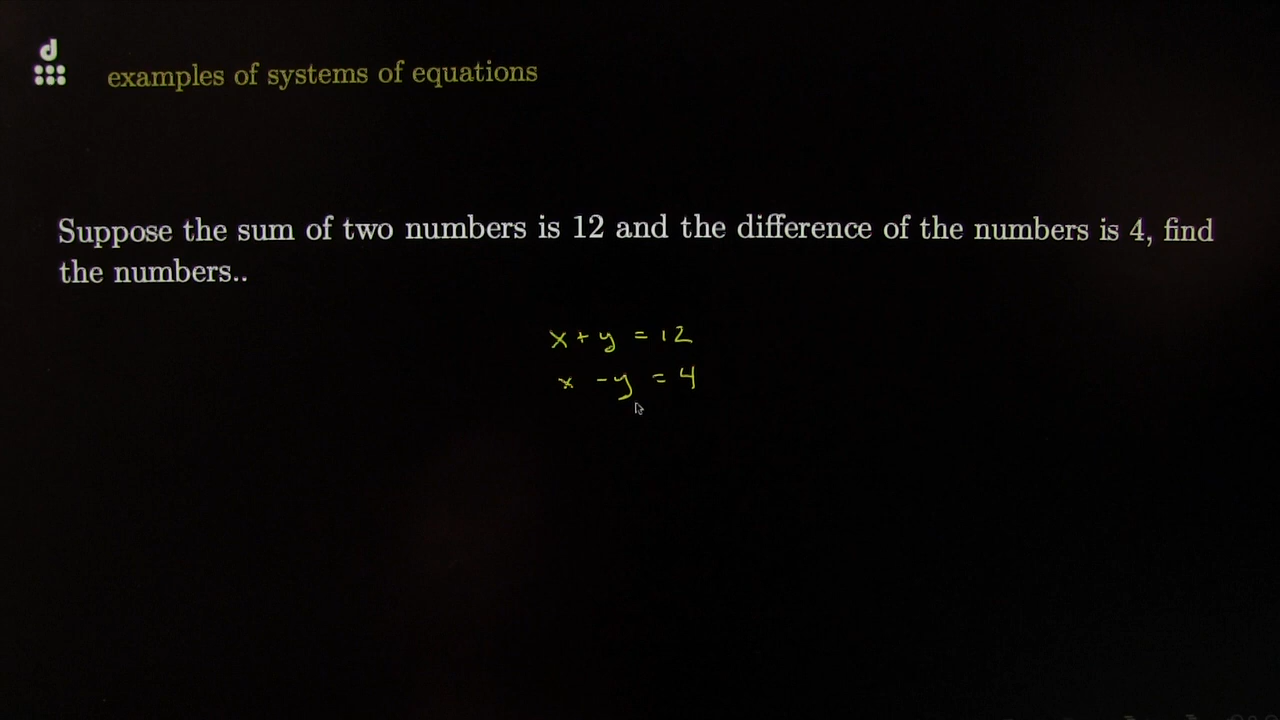 d
examples of systems of equations
Suppose the sum of two numbers is 12 and the difference of the numbers is 4, find
the numbers..
x + y = 12
x - y = 4